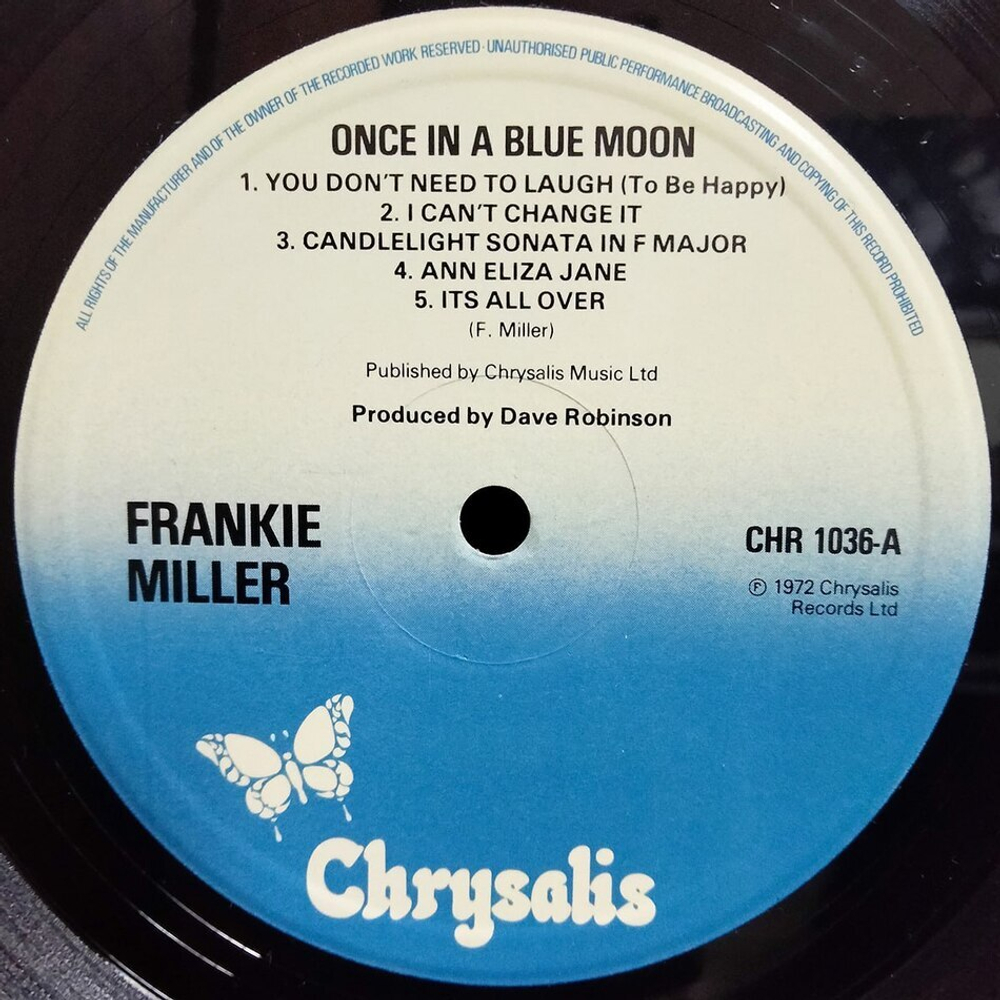 ALL RIGHTS OF THE MANUFACTURER AND OF THE OWNER OF THE RECORDED WORK RESERVED · UNAUTHORISED PUBLIC PERFORMANCE BROADCASTING AND COPYING OF THIS RECORD PROHIBITED
ONCE IN A BLUE MOON
1. YOU DON'T NEED TO LAUGH (To Be Happy)
2. I CAN'T CHANGE IT
3. CANDLELIGHT SONATA IN F MAJOR
4. ANN ELIZA JANE
5. ITS ALL OVER
(F. Miller)
Published by Chrysalis Music Ltd
Produced by Dave Robinson
FRANKIE
MILLER
CHR 1036-A
℗ 1972 Chrysalis
Records Ltd
Chrysalis